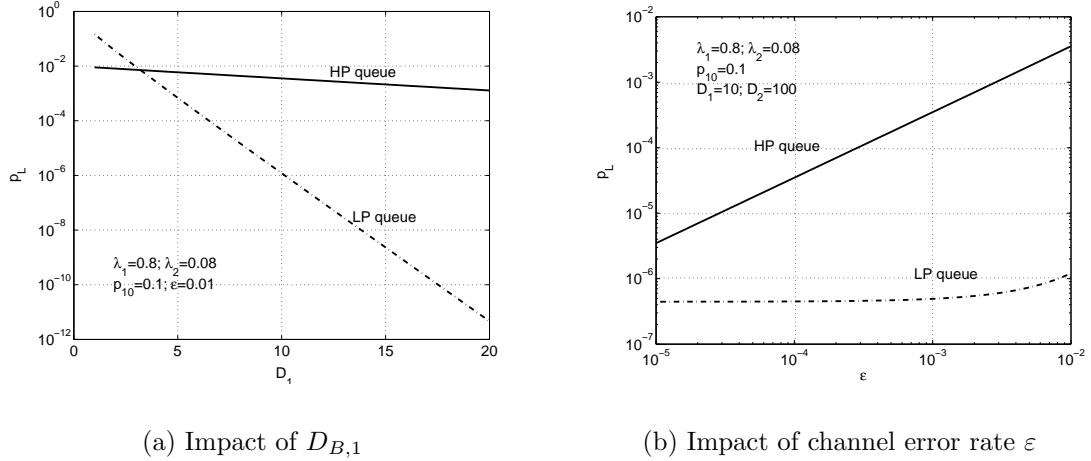 10^0
10^-2
10^-4
10^-6
10^-8
10^-10
10^-12
p_L
HP queue
LP queue
λ_1=0.8; λ_2=0.08
p_10=0.1; ε=0.01
0 5 10 15 20
D_1
(a) Impact of D_{B,1}
10^-2
10^-3
10^-4
10^-5
10^-6
10^-7
p_L
λ_1=0.8; λ_2=0.08
p_10=0.1
D_1=10; D_2=100
HP queue
LP queue
10^-5 10^-4 10^-3 10^-2
ε
(b) Impact of channel error rate ε